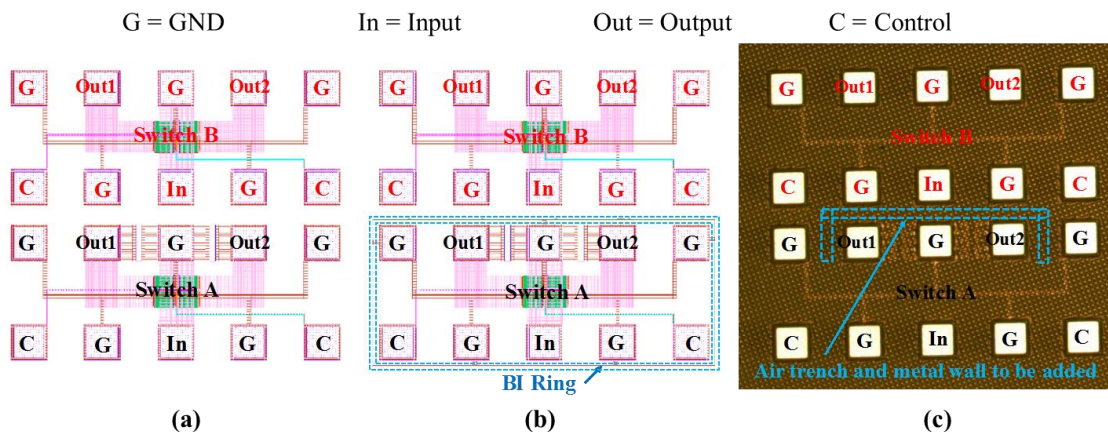 G = GND In = Input Out = Output C = Control
G Out1 G Out2 G
Switch B
C G In G C
G Out1 G Out2 G
Switch A
C G In G C
(a)
G Out1 G Out2 G
Switch B
C G In G C
G Out1 G Out2 G
Switch A
C G In G C
BI Ring
(b)
G Out1 G Out2 G
Switch B
C G In G C
G Out1 G Out2 G
Switch A
C G In G C
Air trench and metal wall to be added
(c)